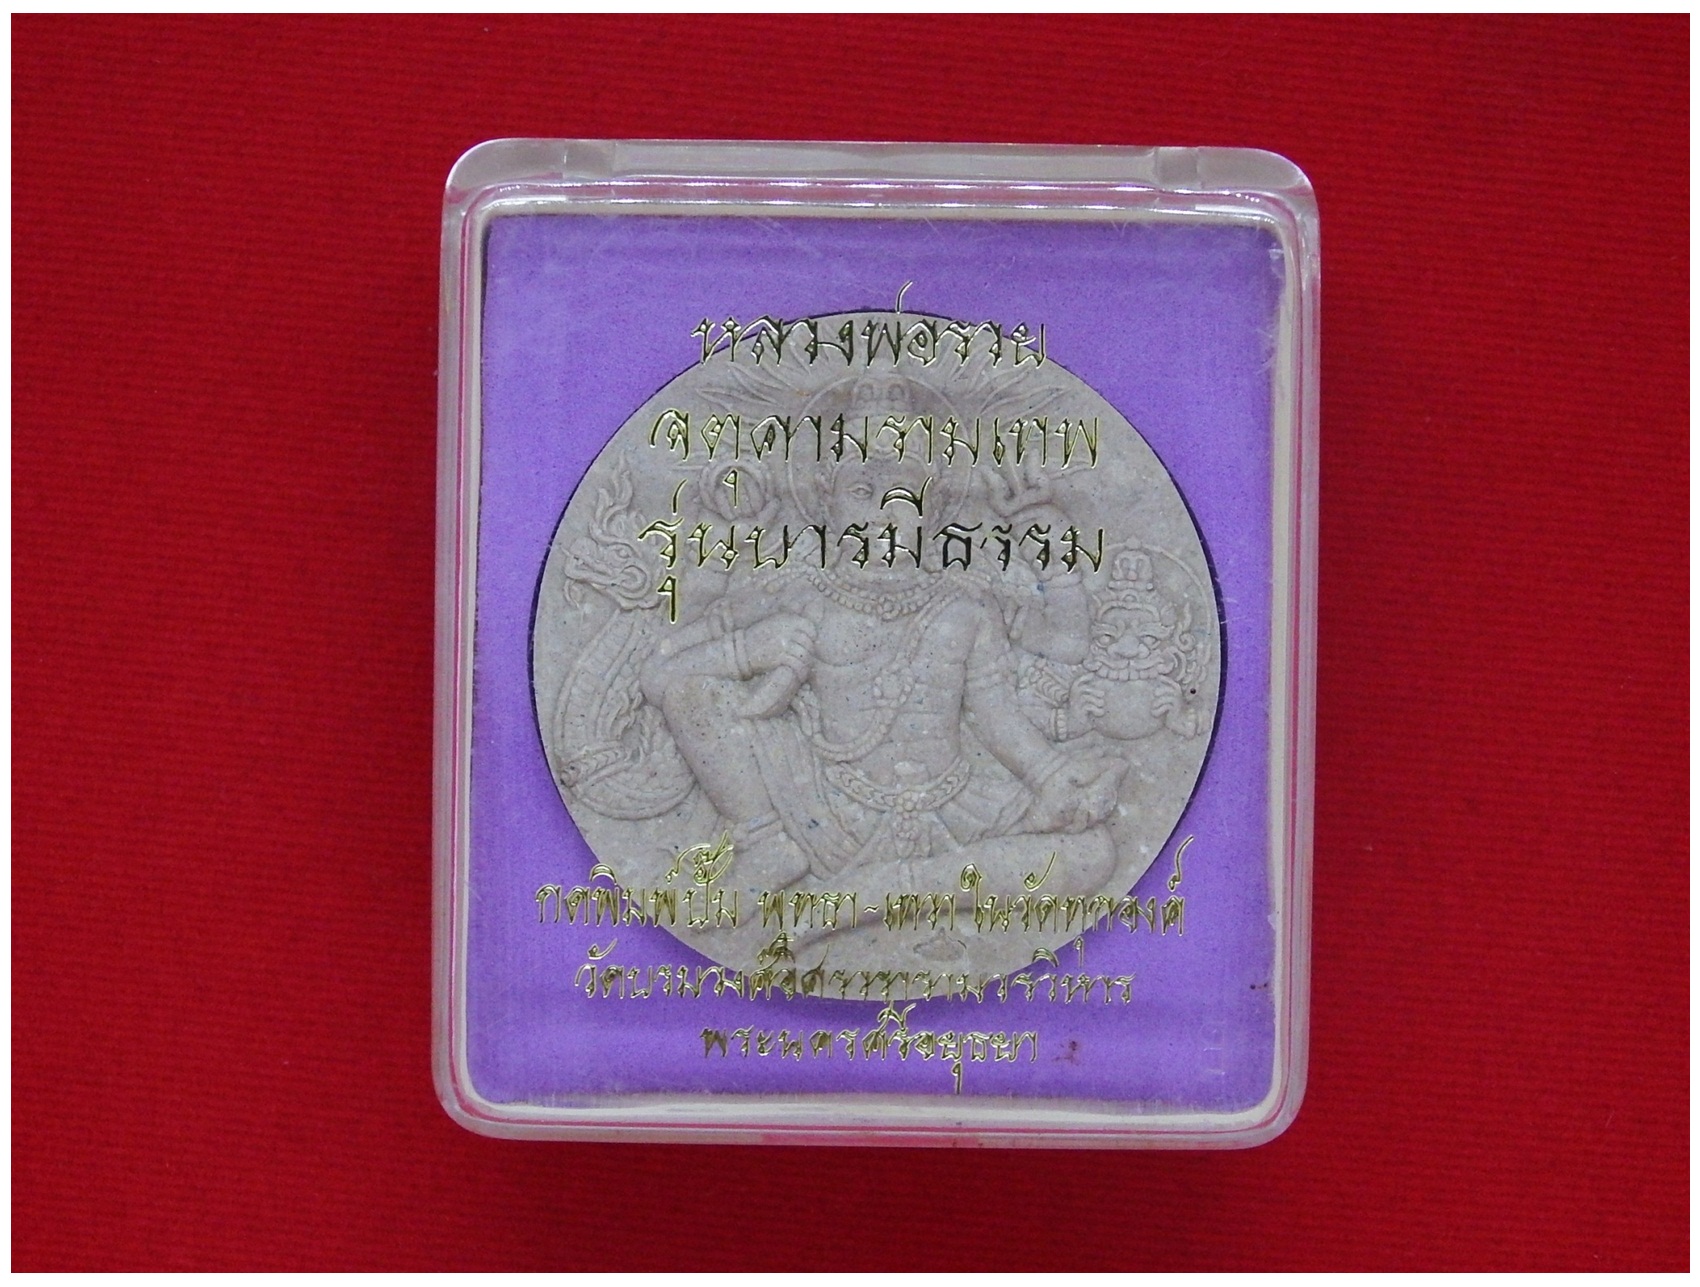 หลวงพ่อรวย
จตุคามรามเทพ
รุ่นบารมีธรรม
กดพิมพ์ปั๊ม พุทธา-เทวา ในวัดทุกองค์
วัดบรมวงศ์อิศรวรารามวรวิหาร
พระนครศรีอยุธยา